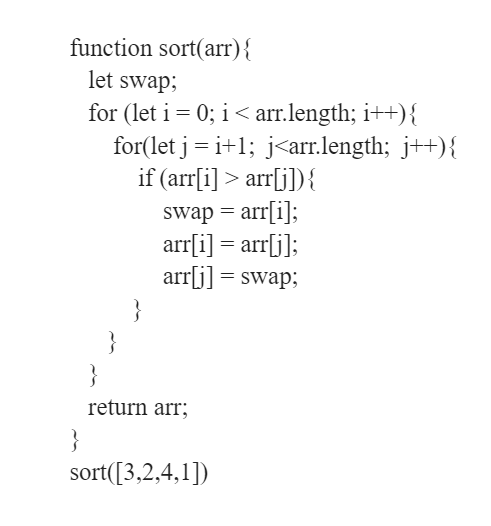 function sort(arr){
let swap;
for (let i = 0; i < arr.length; i++){
for(let j = i+1; j<arr.length; j++){
if (arr[i] > arr[j]){
swap = arr[i];
arr[i] = arr[j];
arr[j] = swap;
}
}
}
return arr;
}
sort([3,2,4,1])